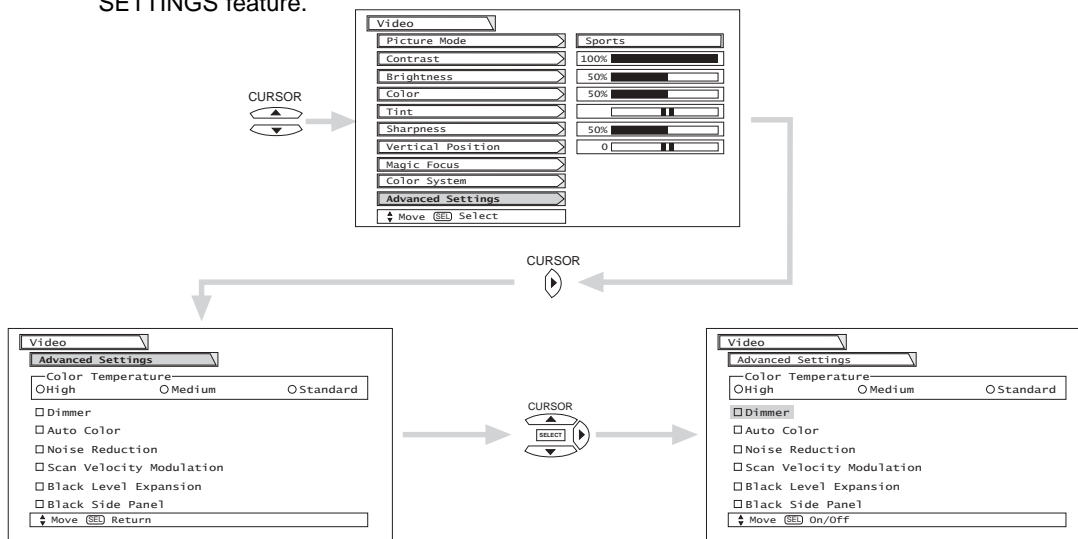 SETTINGS feature.
Video
Picture Mode Sports
Contrast 100%
Brightness 50%
Color 50%
Tint
Sharpness 50%
Vertical Position 0
Magic Focus
Color System
Advanced Settings
Move SEL Select
CURSOR
CURSOR
Video
Advanced Settings
Color Temperature
High Medium Standard
Dimmer
Auto Color
Noise Reduction
Scan Velocity Modulation
Black Level Expansion
Black Side Panel
Move SEL Return
CURSOR
SELECT
Video
Advanced Settings
Color Temperature
High Medium Standard
Dimmer
Auto Color
Noise Reduction
Scan Velocity Modulation
Black Level Expansion
Black Side Panel
Move SEL On/Off